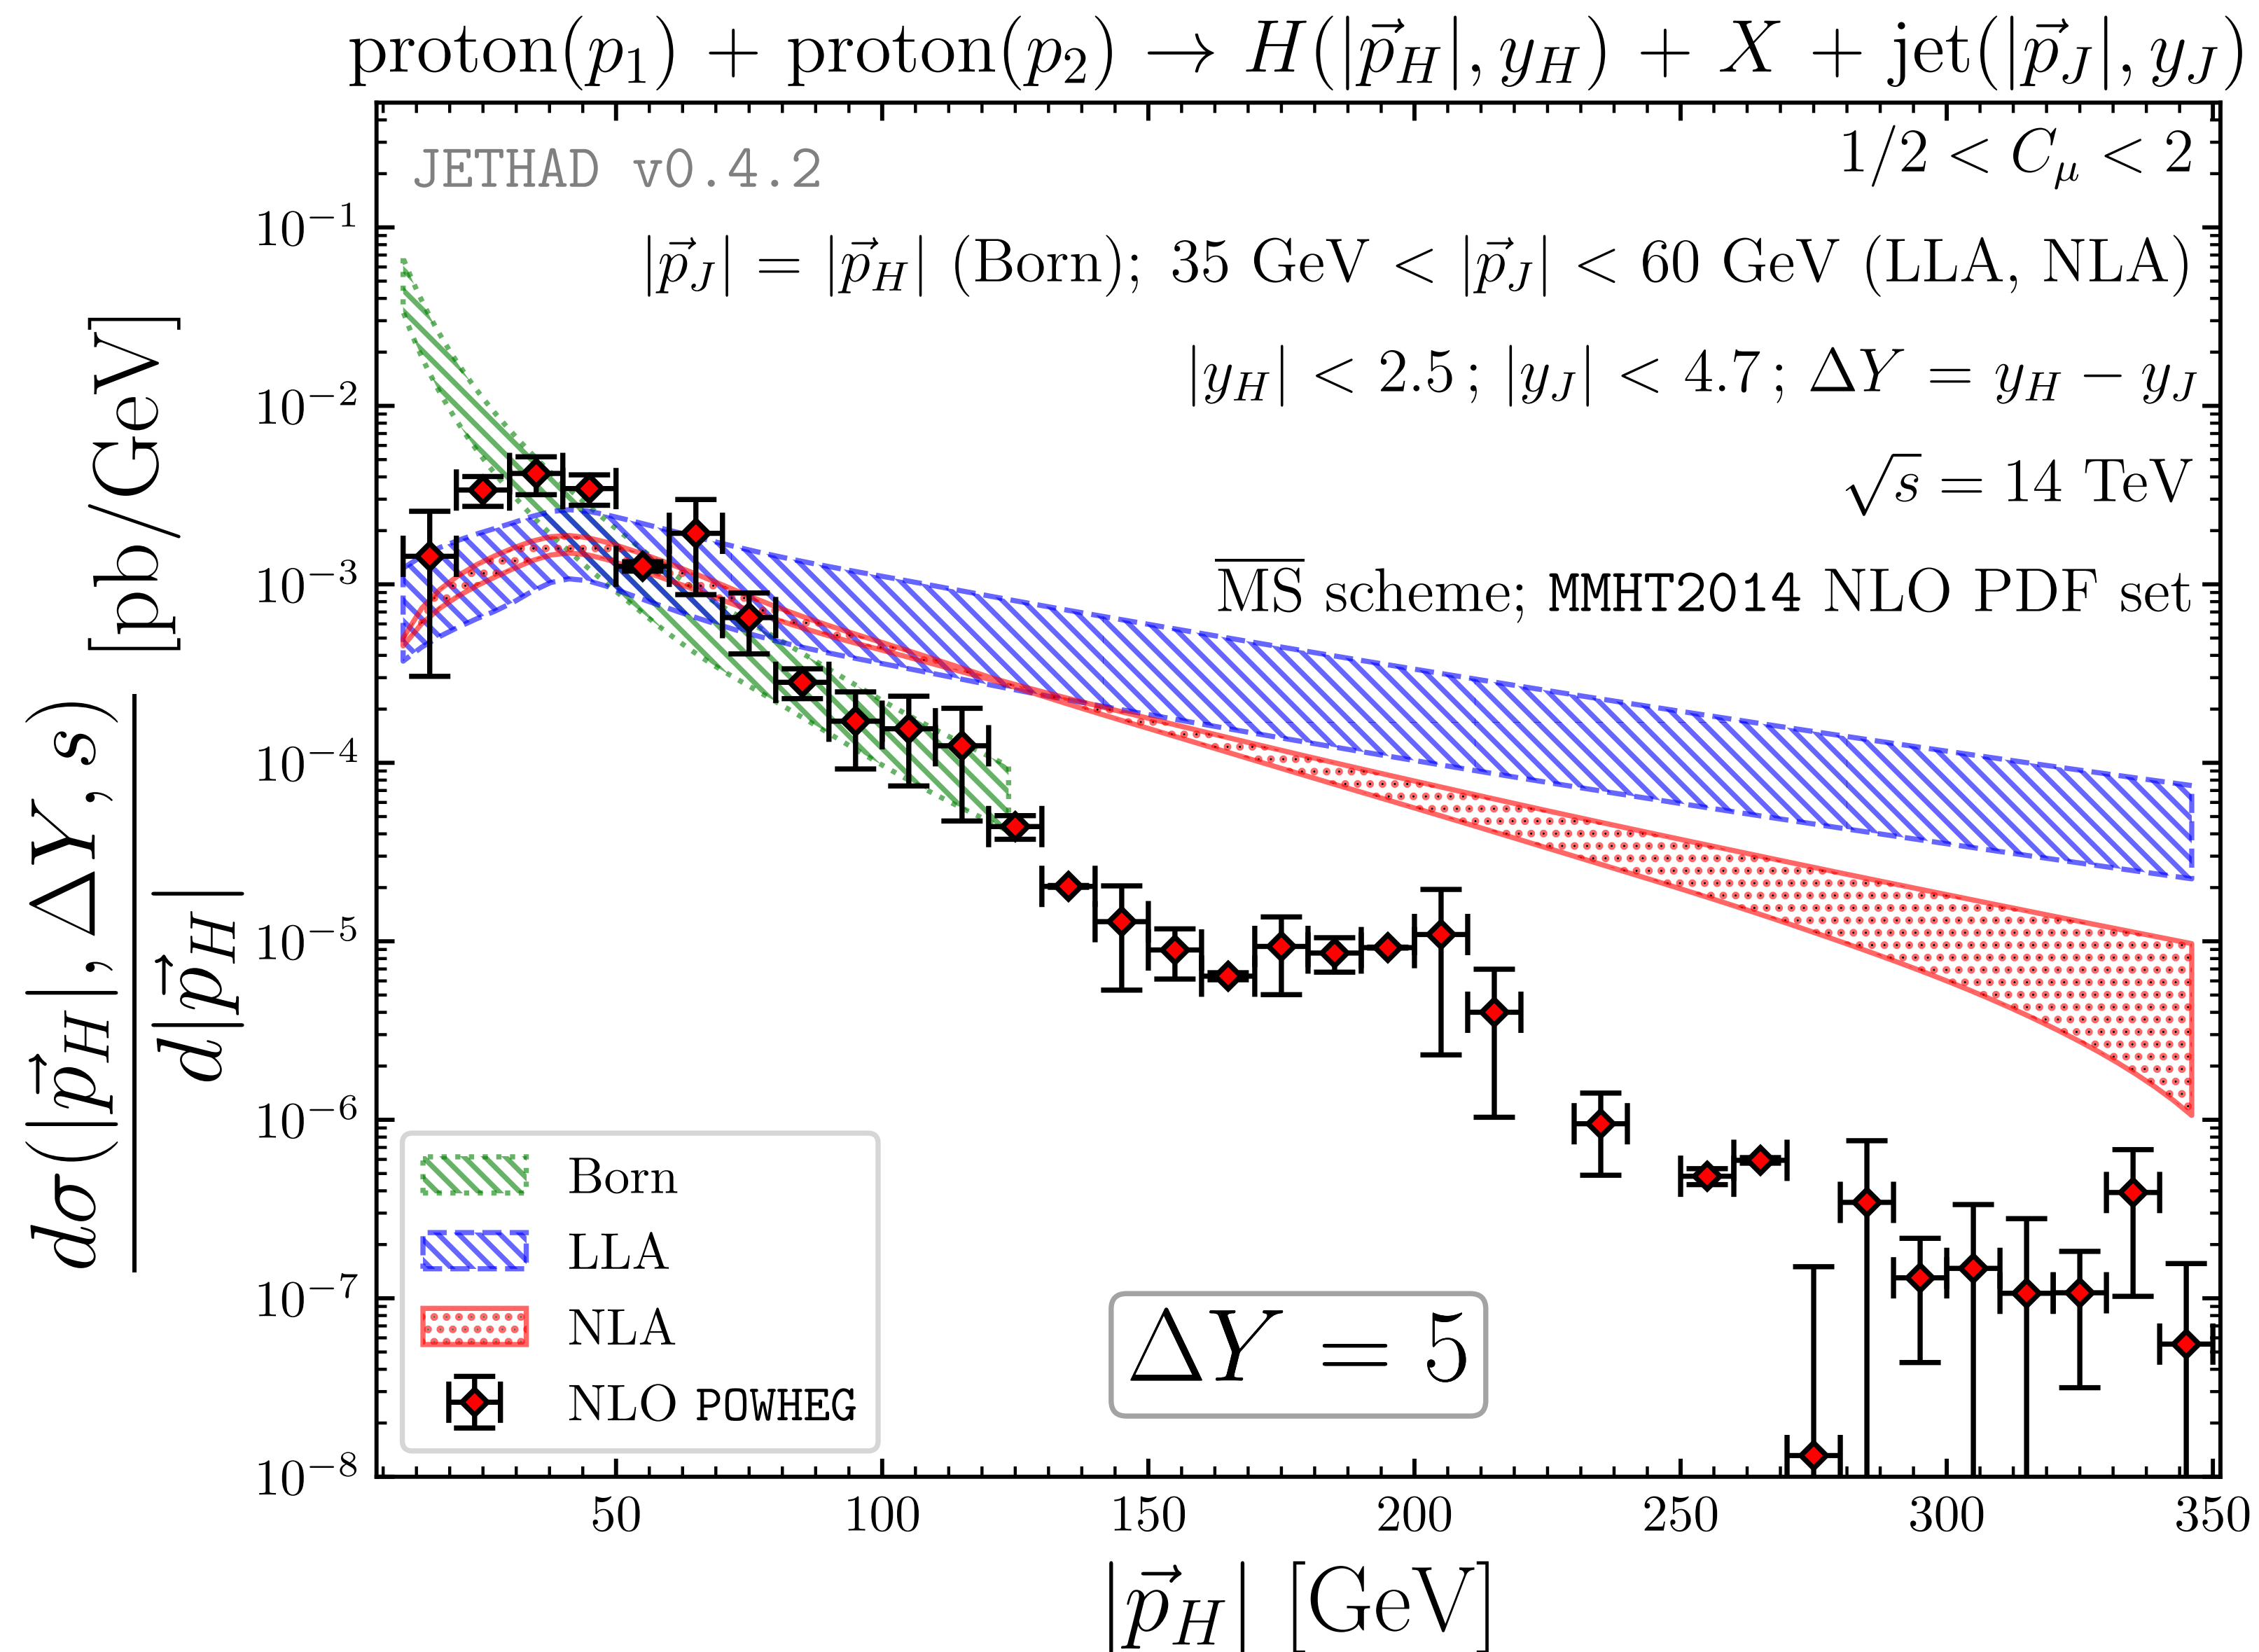 proton(p₁) + proton(p₂) → H(|p⃗_H|, y_H) + X + jet(|p⃗_J|, y_J)
JETHAD v0.4.2
1/2 < C_μ < 2
|p⃗_J| = |p⃗_H| (Born); 35 GeV < |p⃗_J| < 60 GeV (LLA, NLA)
|y_H| < 2.5 ; |y_J| < 4.7 ; ΔY = y_H − y_J
√s = 14 TeV
M̅S̅ scheme; MMHT2014 NLO PDF set
dσ(|p⃗_H|, ΔY, s)
d|p⃗_H|
[pb/GeV]
10⁻¹
10⁻²
10⁻³
10⁻⁴
10⁻⁵
10⁻⁶
10⁻⁷
10⁻⁸
Born
LLA
NLA
NLO POWHEG
ΔY = 5
50 100 150 200 250 300 350
|p⃗_H| [GeV]